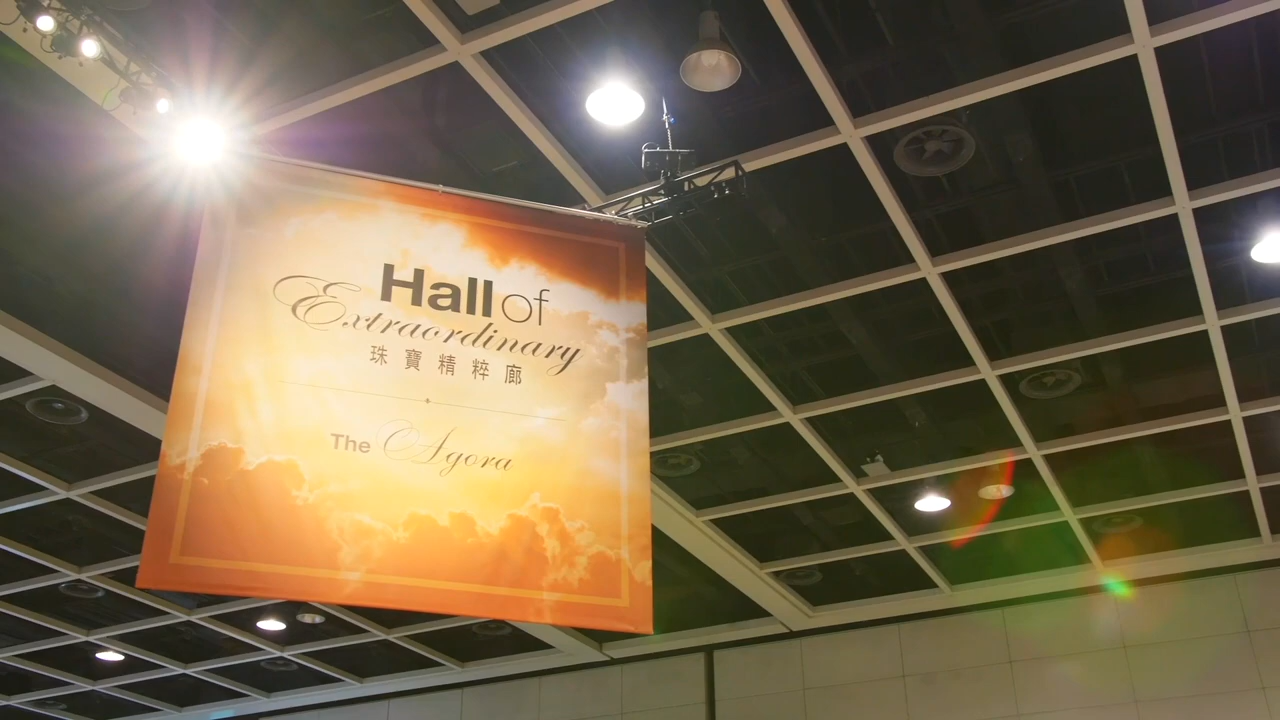 Hall of
Extraordinary
珠寶精粹廊
The Agora